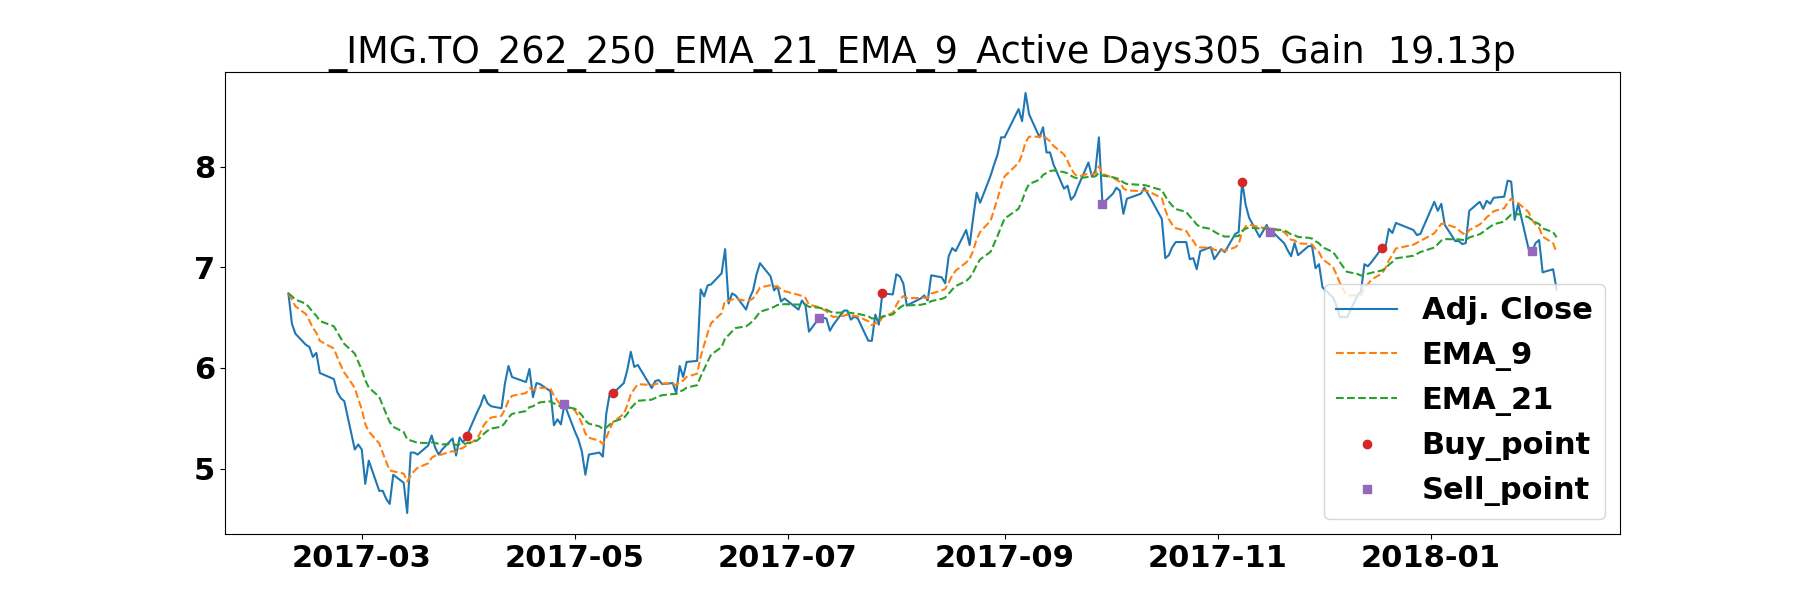 _IMG.TO_262_250_EMA_21_EMA_9_Active Days305_Gain  19.13p
8
7
6
5
2017-03 2017-05 2017-07 2017-09 2017-11 2018-01
Adj. Close
EMA_9
EMA_21
Buy_point
Sell_point